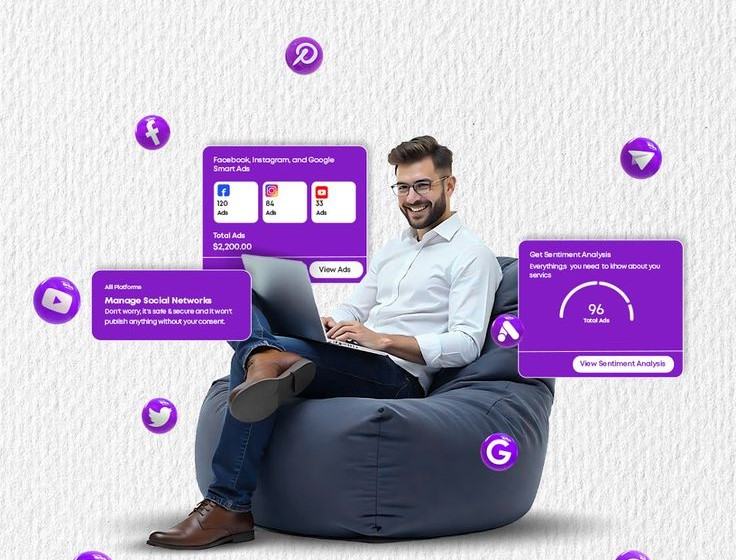 Facebook, Instagram, and Google
Smart Ads
120
Ads
84
Ads
33
Ads
Total Ads
$2,200.00
View Ads
All Platforms
Manage Social Networks
Don't worry, it's safe & secure and it won't
publish anything without your consent.
Get Sentiment Analysis
Everythings you need to know about you
servics
96
Total Ads
View Sentiment Analysis
G